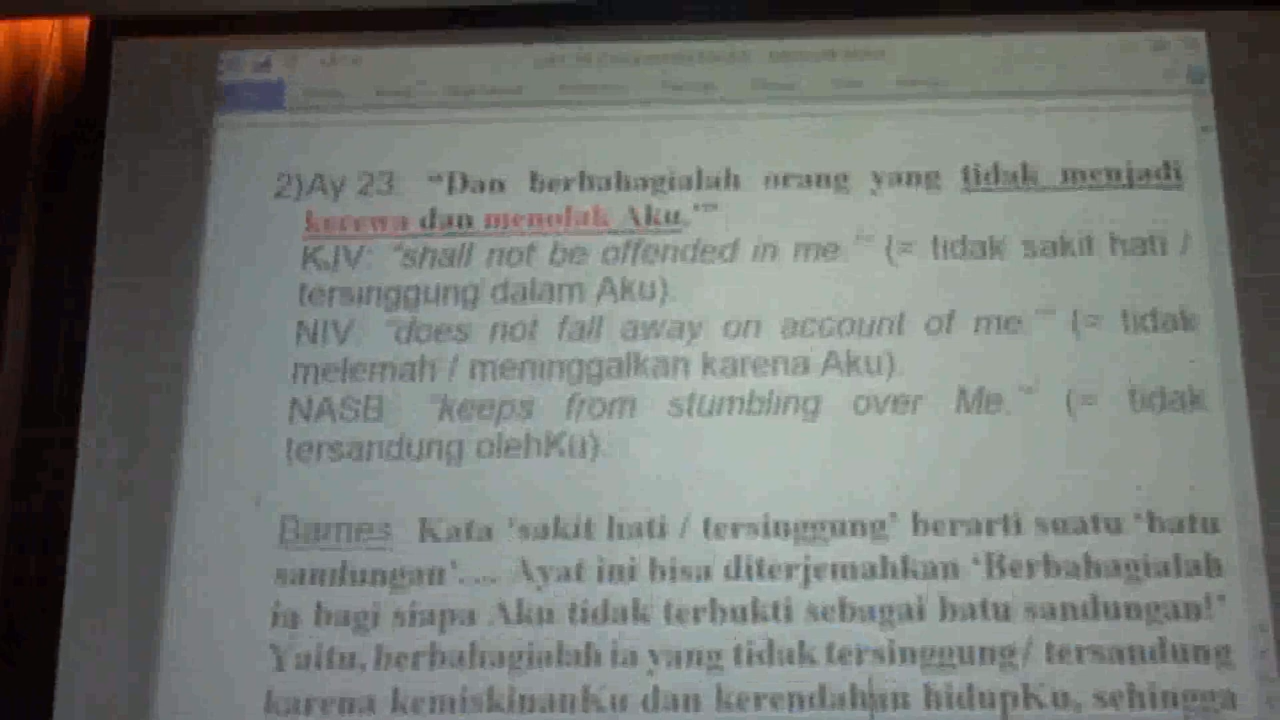 2)Ay 23: “Dan berbahagialah orang yang tidak menjadi
kecewa dan menolak Aku.’”
KJV: “shall not be offended in me.’” (= tidak sakit hati /
tersinggung dalam Aku).
NIV: “does not fall away on account of me.’” (= tidak
melemah / meninggalkan karena Aku).
NASB: “keeps from stumbling over Me.” (= tidak
tersandung olehKu).
Barnes: Kata ‘sakit hati / tersinggung’ berarti suatu ‘batu
sandungan’.... Ayat ini bisa diterjemahkan ‘Berbahagialah
ia bagi siapa Aku tidak terbukti sebagai batu sandungan!’
Yaitu, berbahagialah ia yang tidak tersinggung/ tersandung
karena kemiskinanKu dan kerendahan hidupKu, sehingga